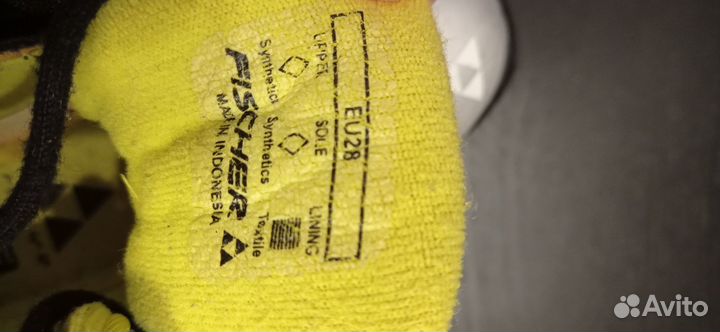 EU28
UPPER SOLE LINING
Synthetics Synthetics Textile
FISCHER
MADE IN INDONESIA
Avito